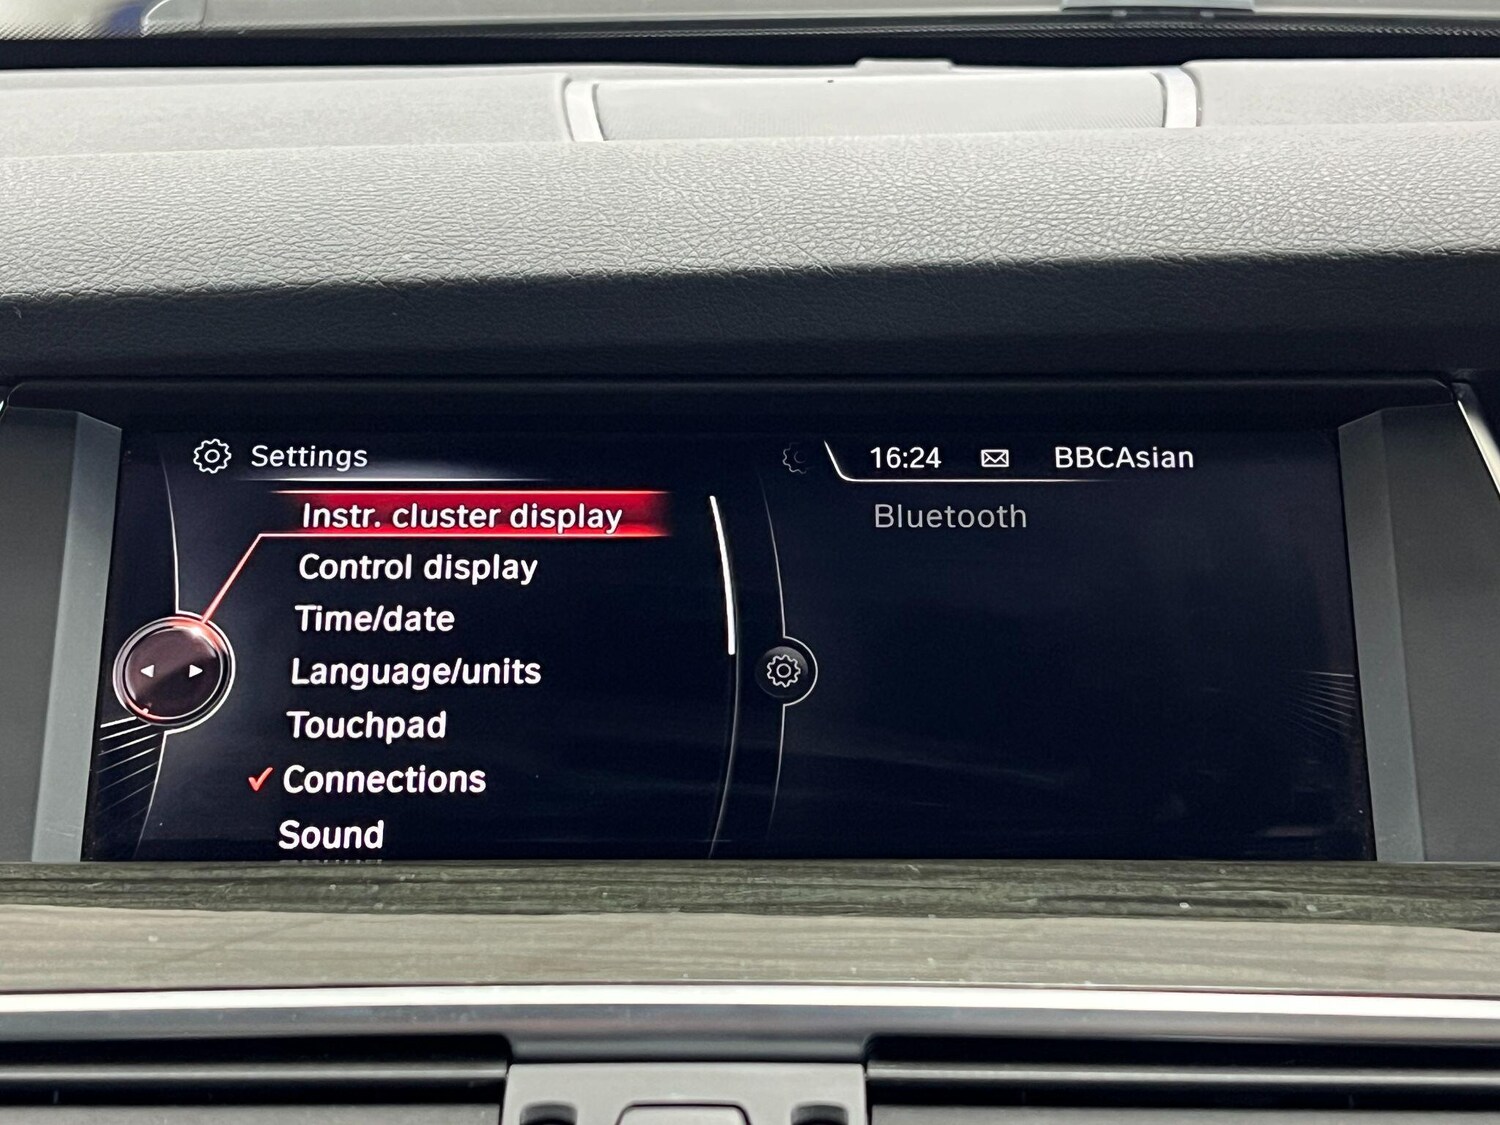 Settings
Instr. cluster display
Control display
Time/date
Language/units
Touchpad
Connections
Sound
16:24 BBCAsian
Bluetooth